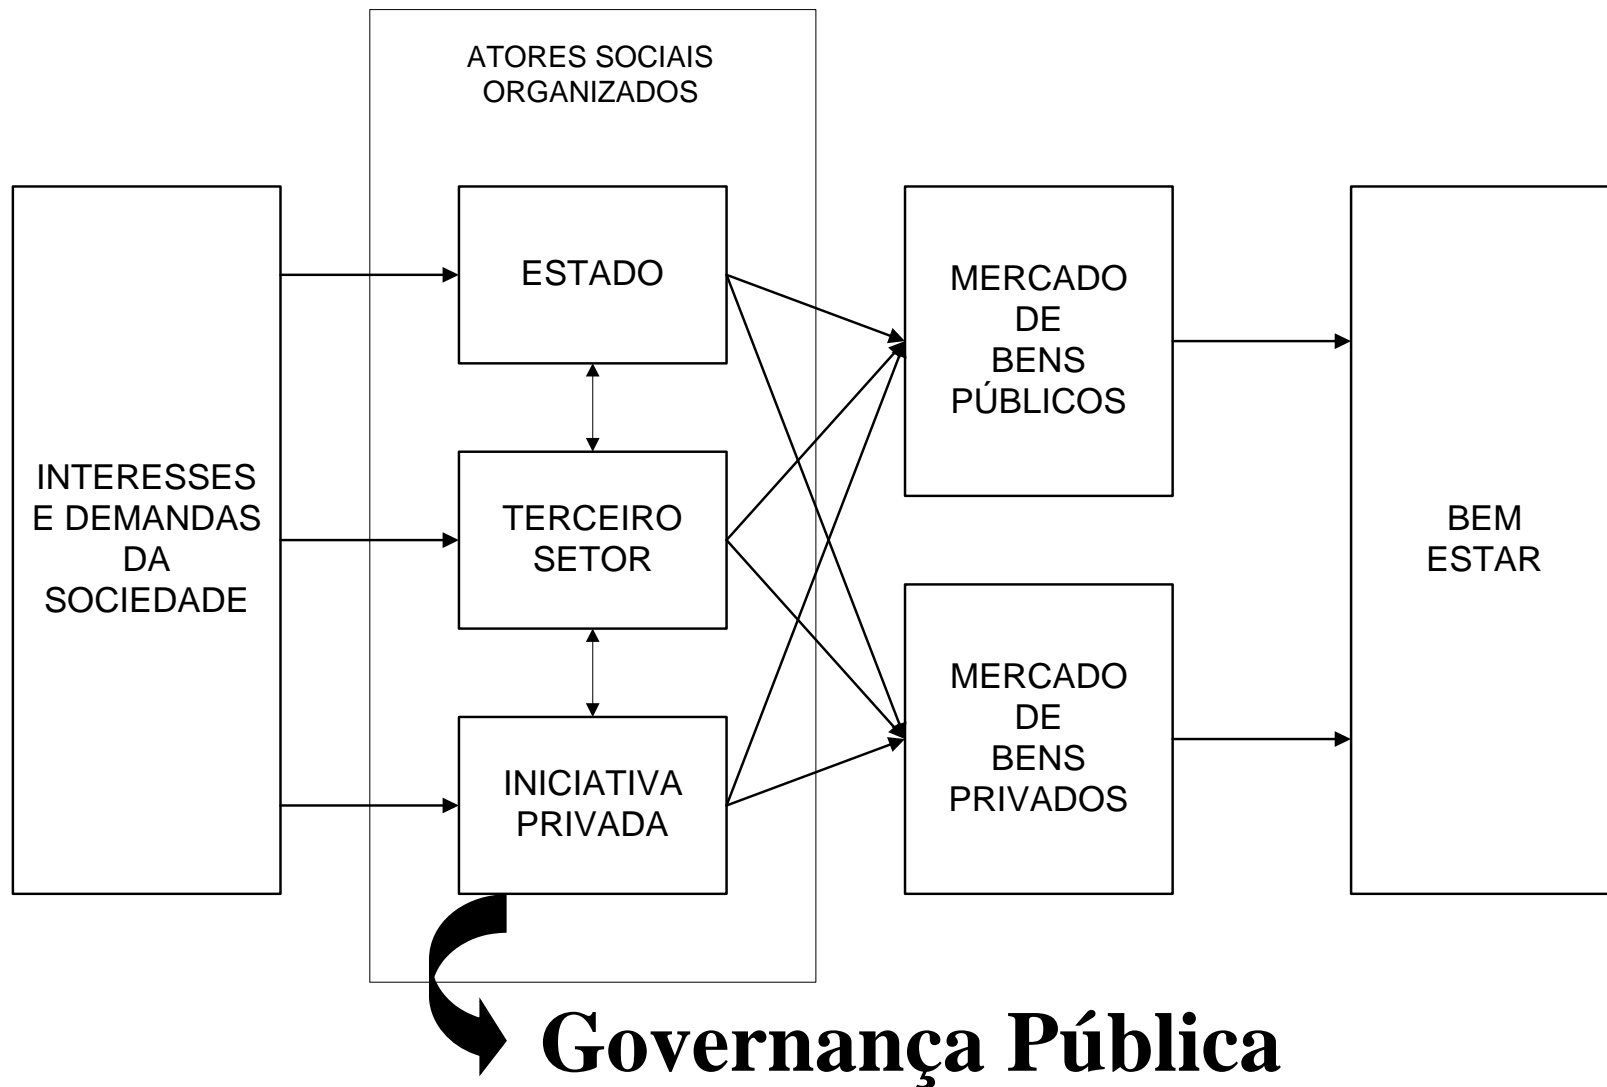 ATORES SOCIAIS
ORGANIZADOS
INTERESSES
E DEMANDAS
DA
SOCIEDADE
ESTADO
TERCEIRO
SETOR
INICIATIVA
PRIVADA
MERCADO
DE
BENS
PÚBLICOS
MERCADO
DE
BENS
PRIVADOS
BEM
ESTAR
Governança Pública